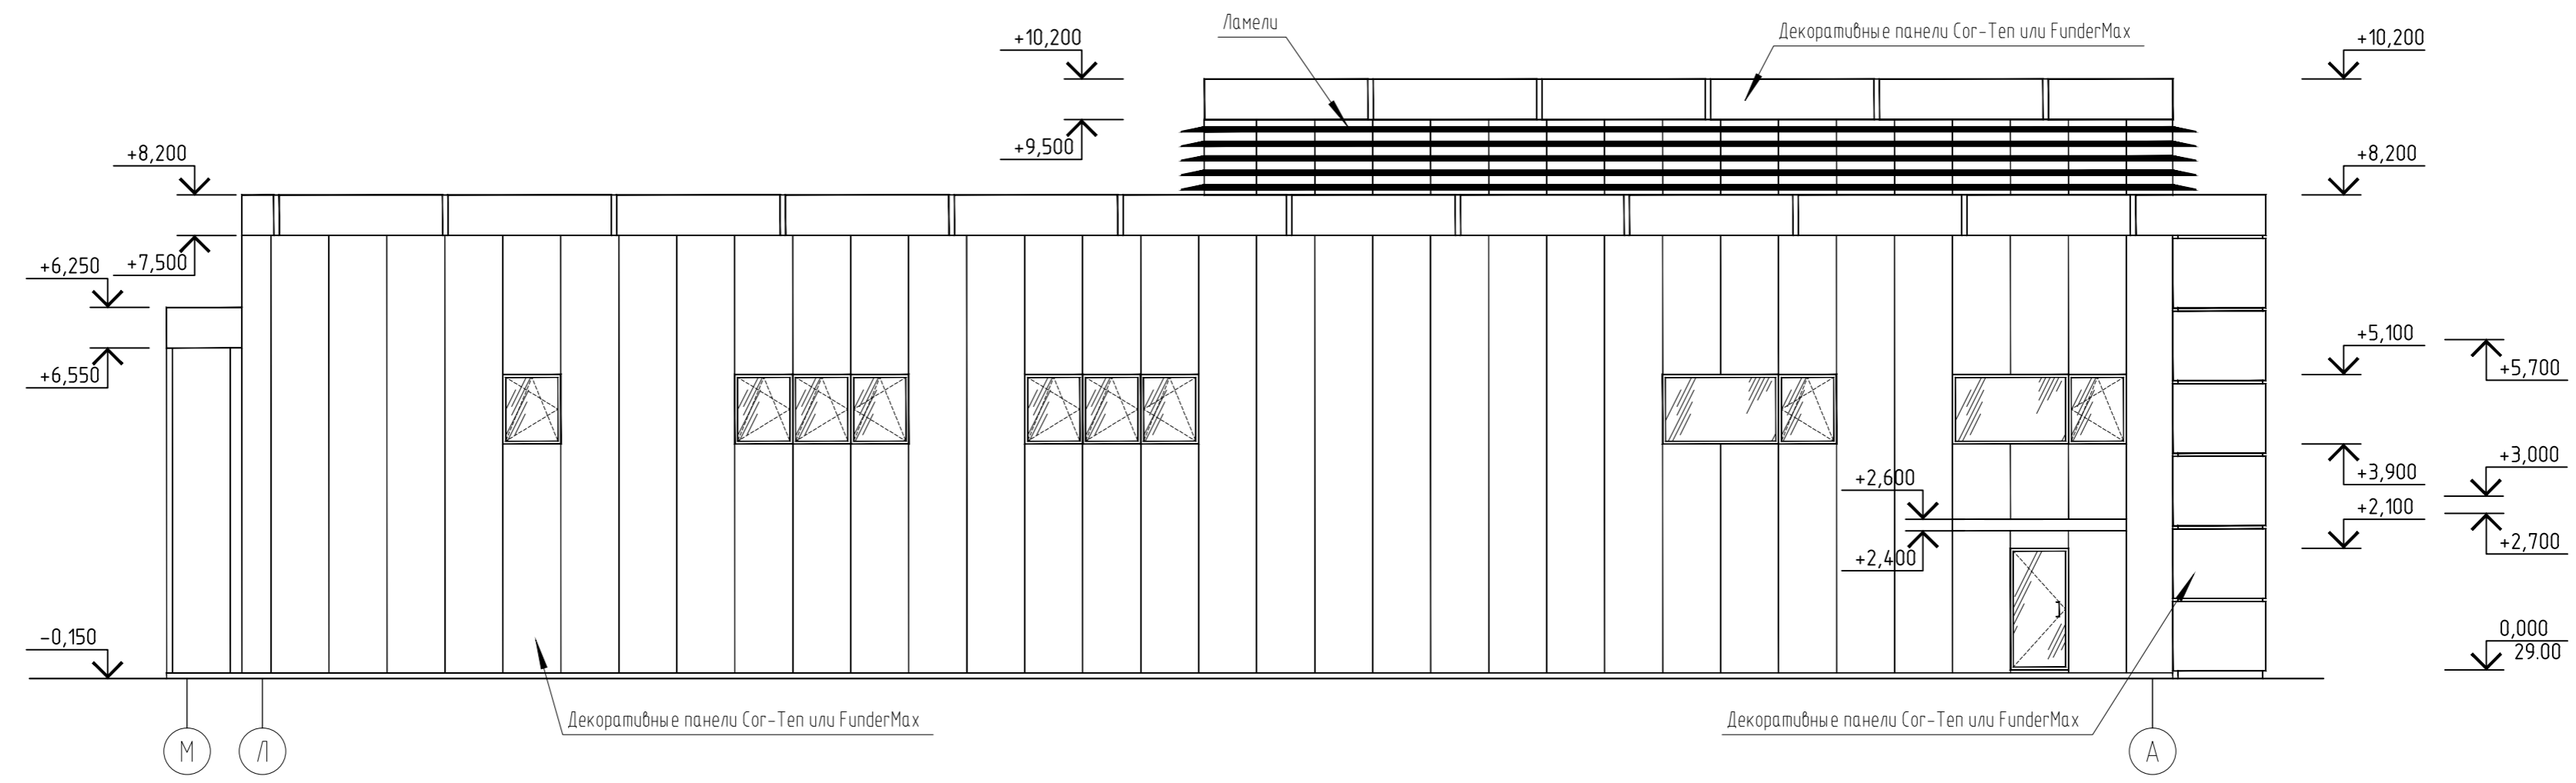 Ламели
Декоративные панели Cor-Ten или FunderMax
+10,200
+10,200
+9,500
+8,200
+8,200
+7,500
+6,250
+6,550
+5,100
+5,700
+3,900
+3,000
+2,600
+2,100
+2,700
+2,400
-0,150
0,000
29.00
Декоративные панели Cor-Ten или FunderMax
Декоративные панели Cor-Ten или FunderMax
М
Л
А